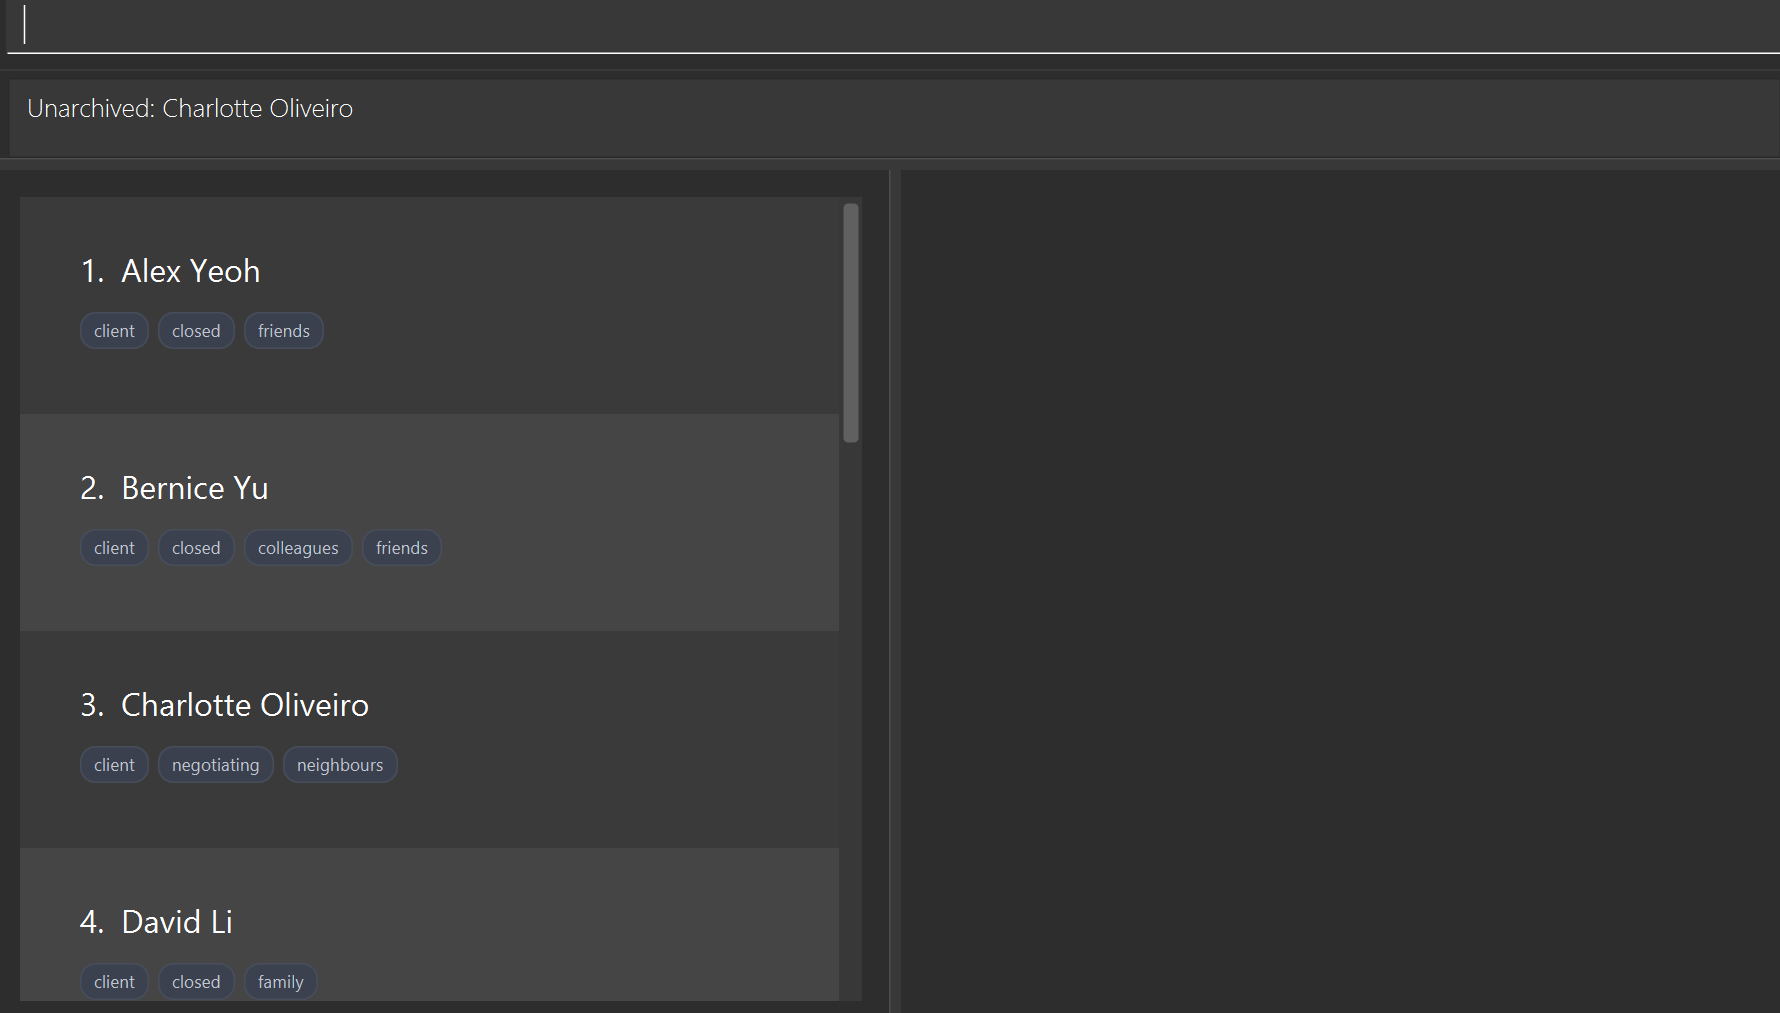 Unarchived: Charlotte Oliveiro
1. Alex Yeoh
client closed friends
2. Bernice Yu
client closed colleagues friends
3. Charlotte Oliveiro
client negotiating neighbours
4. David Li
client closed family